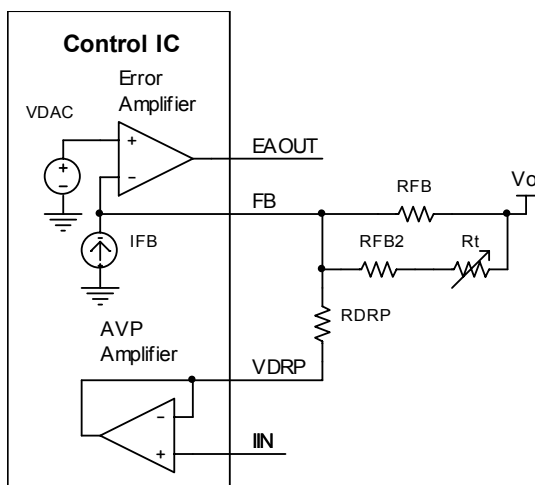 Control IC
Error
Amplifier
VDAC
+
-
+
-
EAOUT
FB
RFB
Vo
IFB
RFB2
Rt
RDRP
AVP
Amplifier
VDRP
-
+
IIN